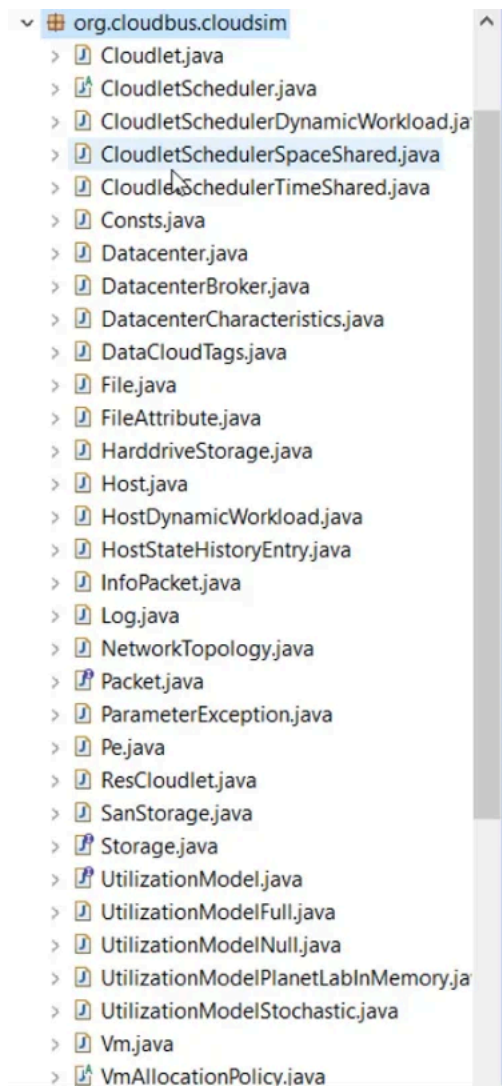 org.cloudbus.cloudsim
Cloudlet.java
CloudletScheduler.java
CloudletSchedulerDynamicWorkload.ja
CloudletSchedulerSpaceShared.java
CloudletSchedulerTimeShared.java
Consts.java
Datacenter.java
DatacenterBroker.java
DatacenterCharacteristics.java
DataCloudTags.java
File.java
FileAttribute.java
HarddriveStorage.java
Host.java
HostDynamicWorkload.java
HostStateHistoryEntry.java
InfoPacket.java
Log.java
NetworkTopology.java
Packet.java
ParameterException.java
Pe.java
ResCloudlet.java
SanStorage.java
Storage.java
UtilizationModel.java
UtilizationModelFull.java
UtilizationModelNull.java
UtilizationModelPlanetLabInMemory.ja
UtilizationModelStochastic.java
Vm.java
VmAllocationPolicy.java